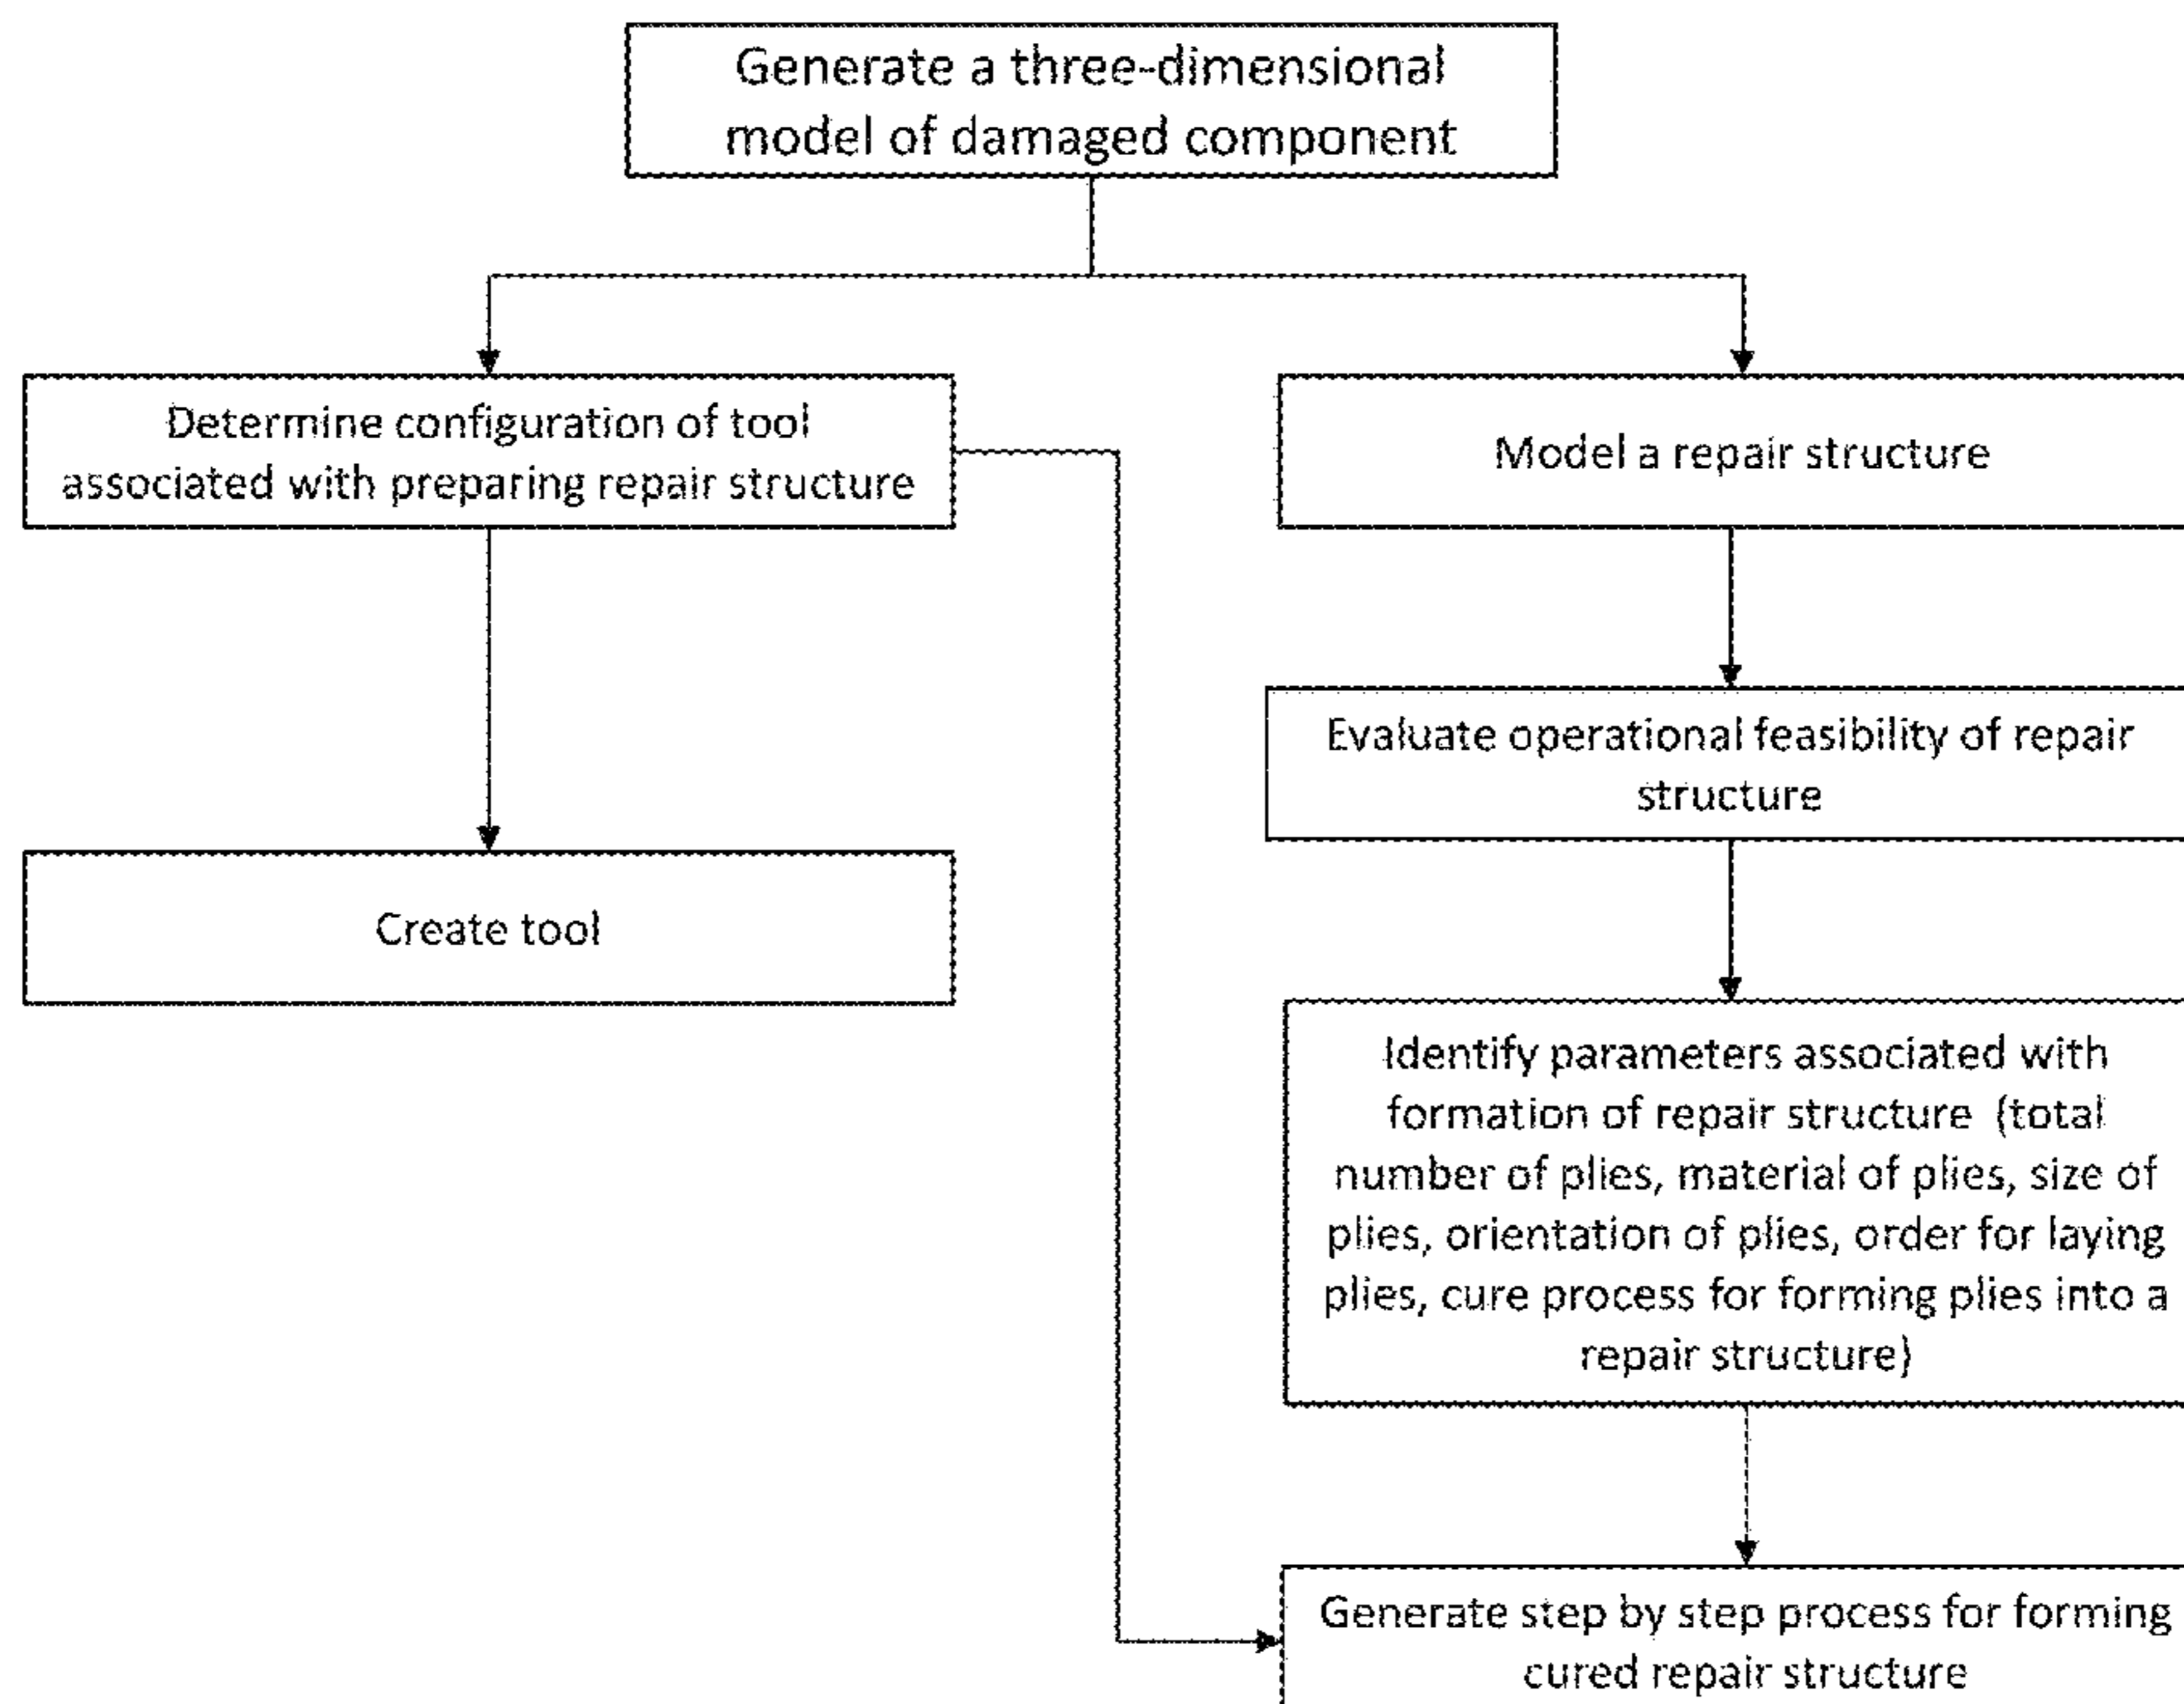 Generate a three-dimensional
model of damaged component
Determine configuration of tool
associated with preparing repair structure
Model a repair structure
Evaluate operational feasibility of repair
structure
Create tool
Identify parameters associated with
formation of repair structure (total
number of plies, material of plies, size of
plies, orientation of plies, order for laying
plies, cure process for forming plies into a
repair structure)
Generate step by step process for forming
cured repair structure